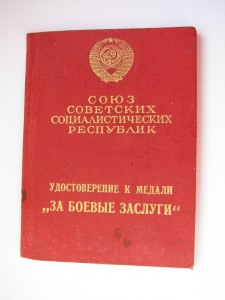 СОЮЗ
СОВЕТСКИХ
СОЦИАЛИСТИЧЕСКИХ
РЕСПУБЛИК
УДОСТОВЕРЕНИЕ К МЕДАЛИ
„ЗА БОЕВЫЕ ЗАСЛУГИ“